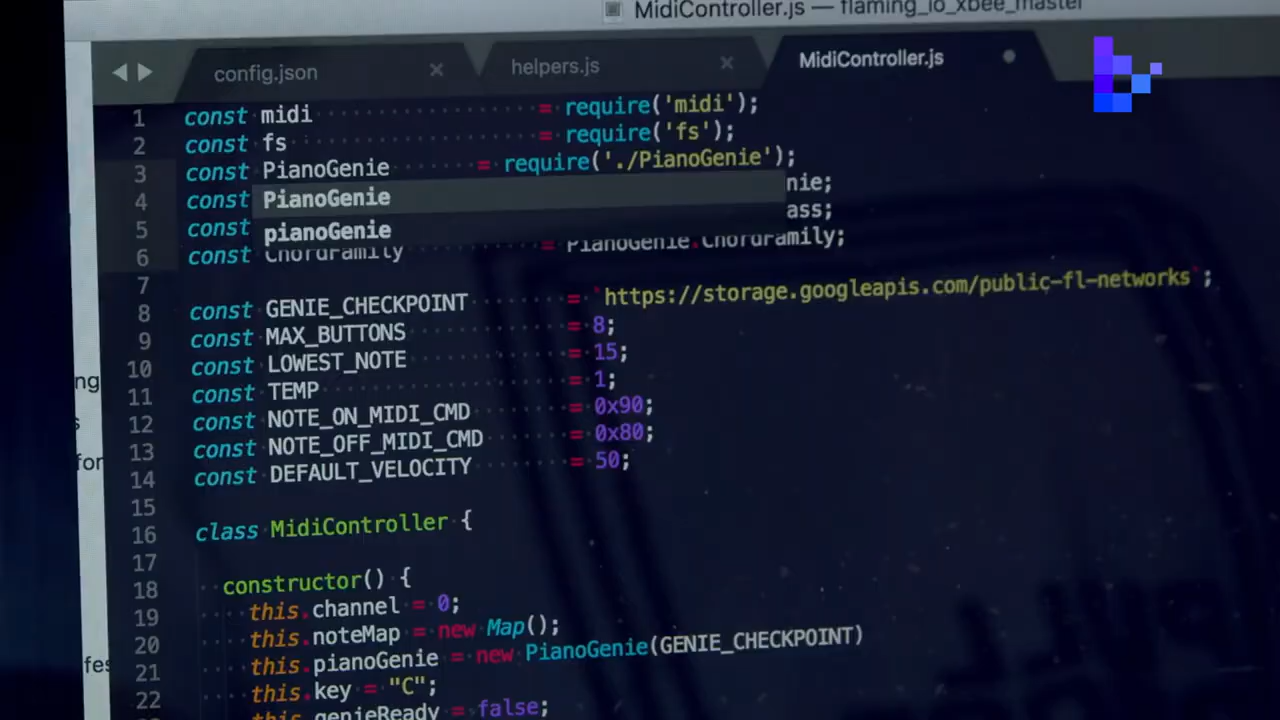 MidiController.js — flaming_io_xbee_master
config.json × helpers.js × MidiController.js
1 const midi = require('midi');
2 const fs = require('fs');
3 const PianoGenie = require('./PianoGenie');
4 const PianoGenie nie;
5 const pianoGenie ass;
6 const ChordFamily = PianoGenie.ChordFamily;
7
8 const GENIE_CHECKPOINT = `https://storage.googleapis.com/public-fl-networks`;
9 const MAX_BUTTONS = 8;
10 const LOWEST_NOTE = 15;
11 const TEMP = 1;
12 const NOTE_ON_MIDI_CMD = 0x90;
13 const NOTE_OFF_MIDI_CMD = 0x80;
14 const DEFAULT_VELOCITY = 50;
15
16 class MidiController {
17
18 constructor() {
19 this.channel = 0;
20 this.noteMap = new Map();
21 this.pianoGenie = new PianoGenie(GENIE_CHECKPOINT)
22 this.key = "C";
this.genieReady = false;